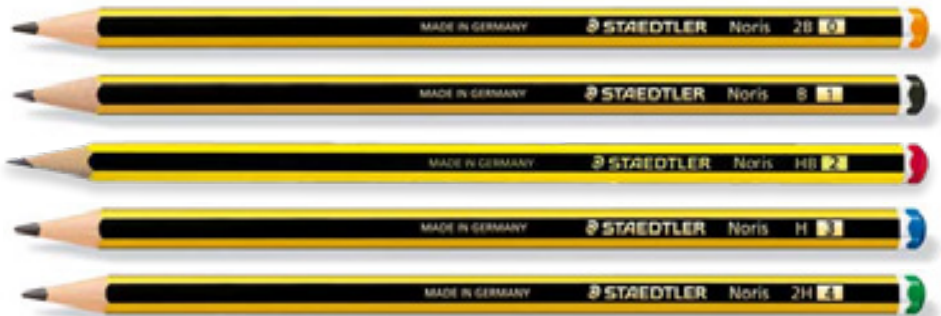 MADE IN GERMANY STAEDTLER Noris 2B 0
MADE IN GERMANY STAEDTLER Noris B 1
MADE IN GERMANY STAEDTLER Noris HB 2
MADE IN GERMANY STAEDTLER Noris H 3
MADE IN GERMANY STAEDTLER Noris 2H 4